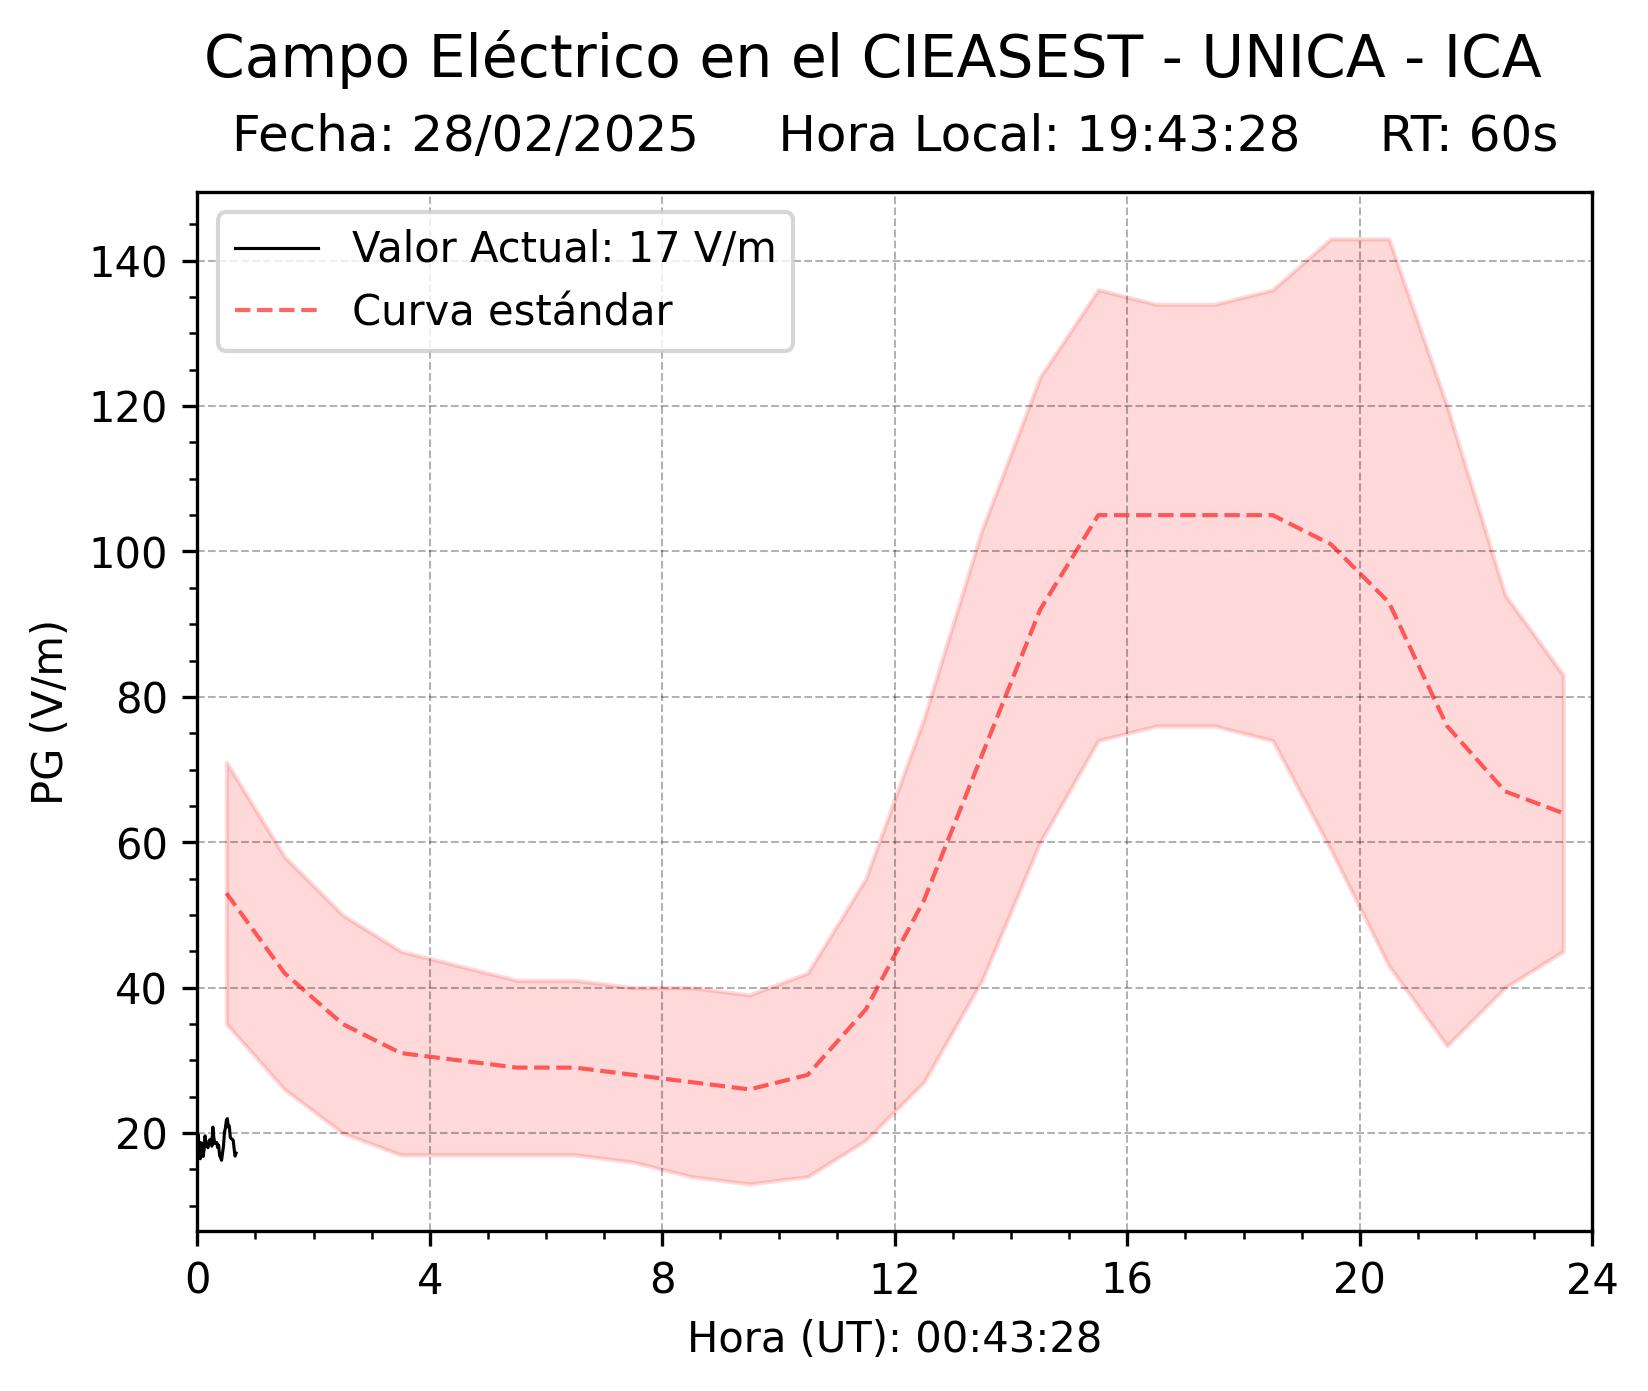 Campo Eléctrico en el CIEASEST - UNICA - ICA
Fecha: 28/02/2025 Hora Local: 19:43:28 RT: 60s
Valor Actual: 17 V/m
Curva estándar
PG (V/m)
140
120
100
80
60
40
20
0 4 8 12 16 20 24
Hora (UT): 00:43:28